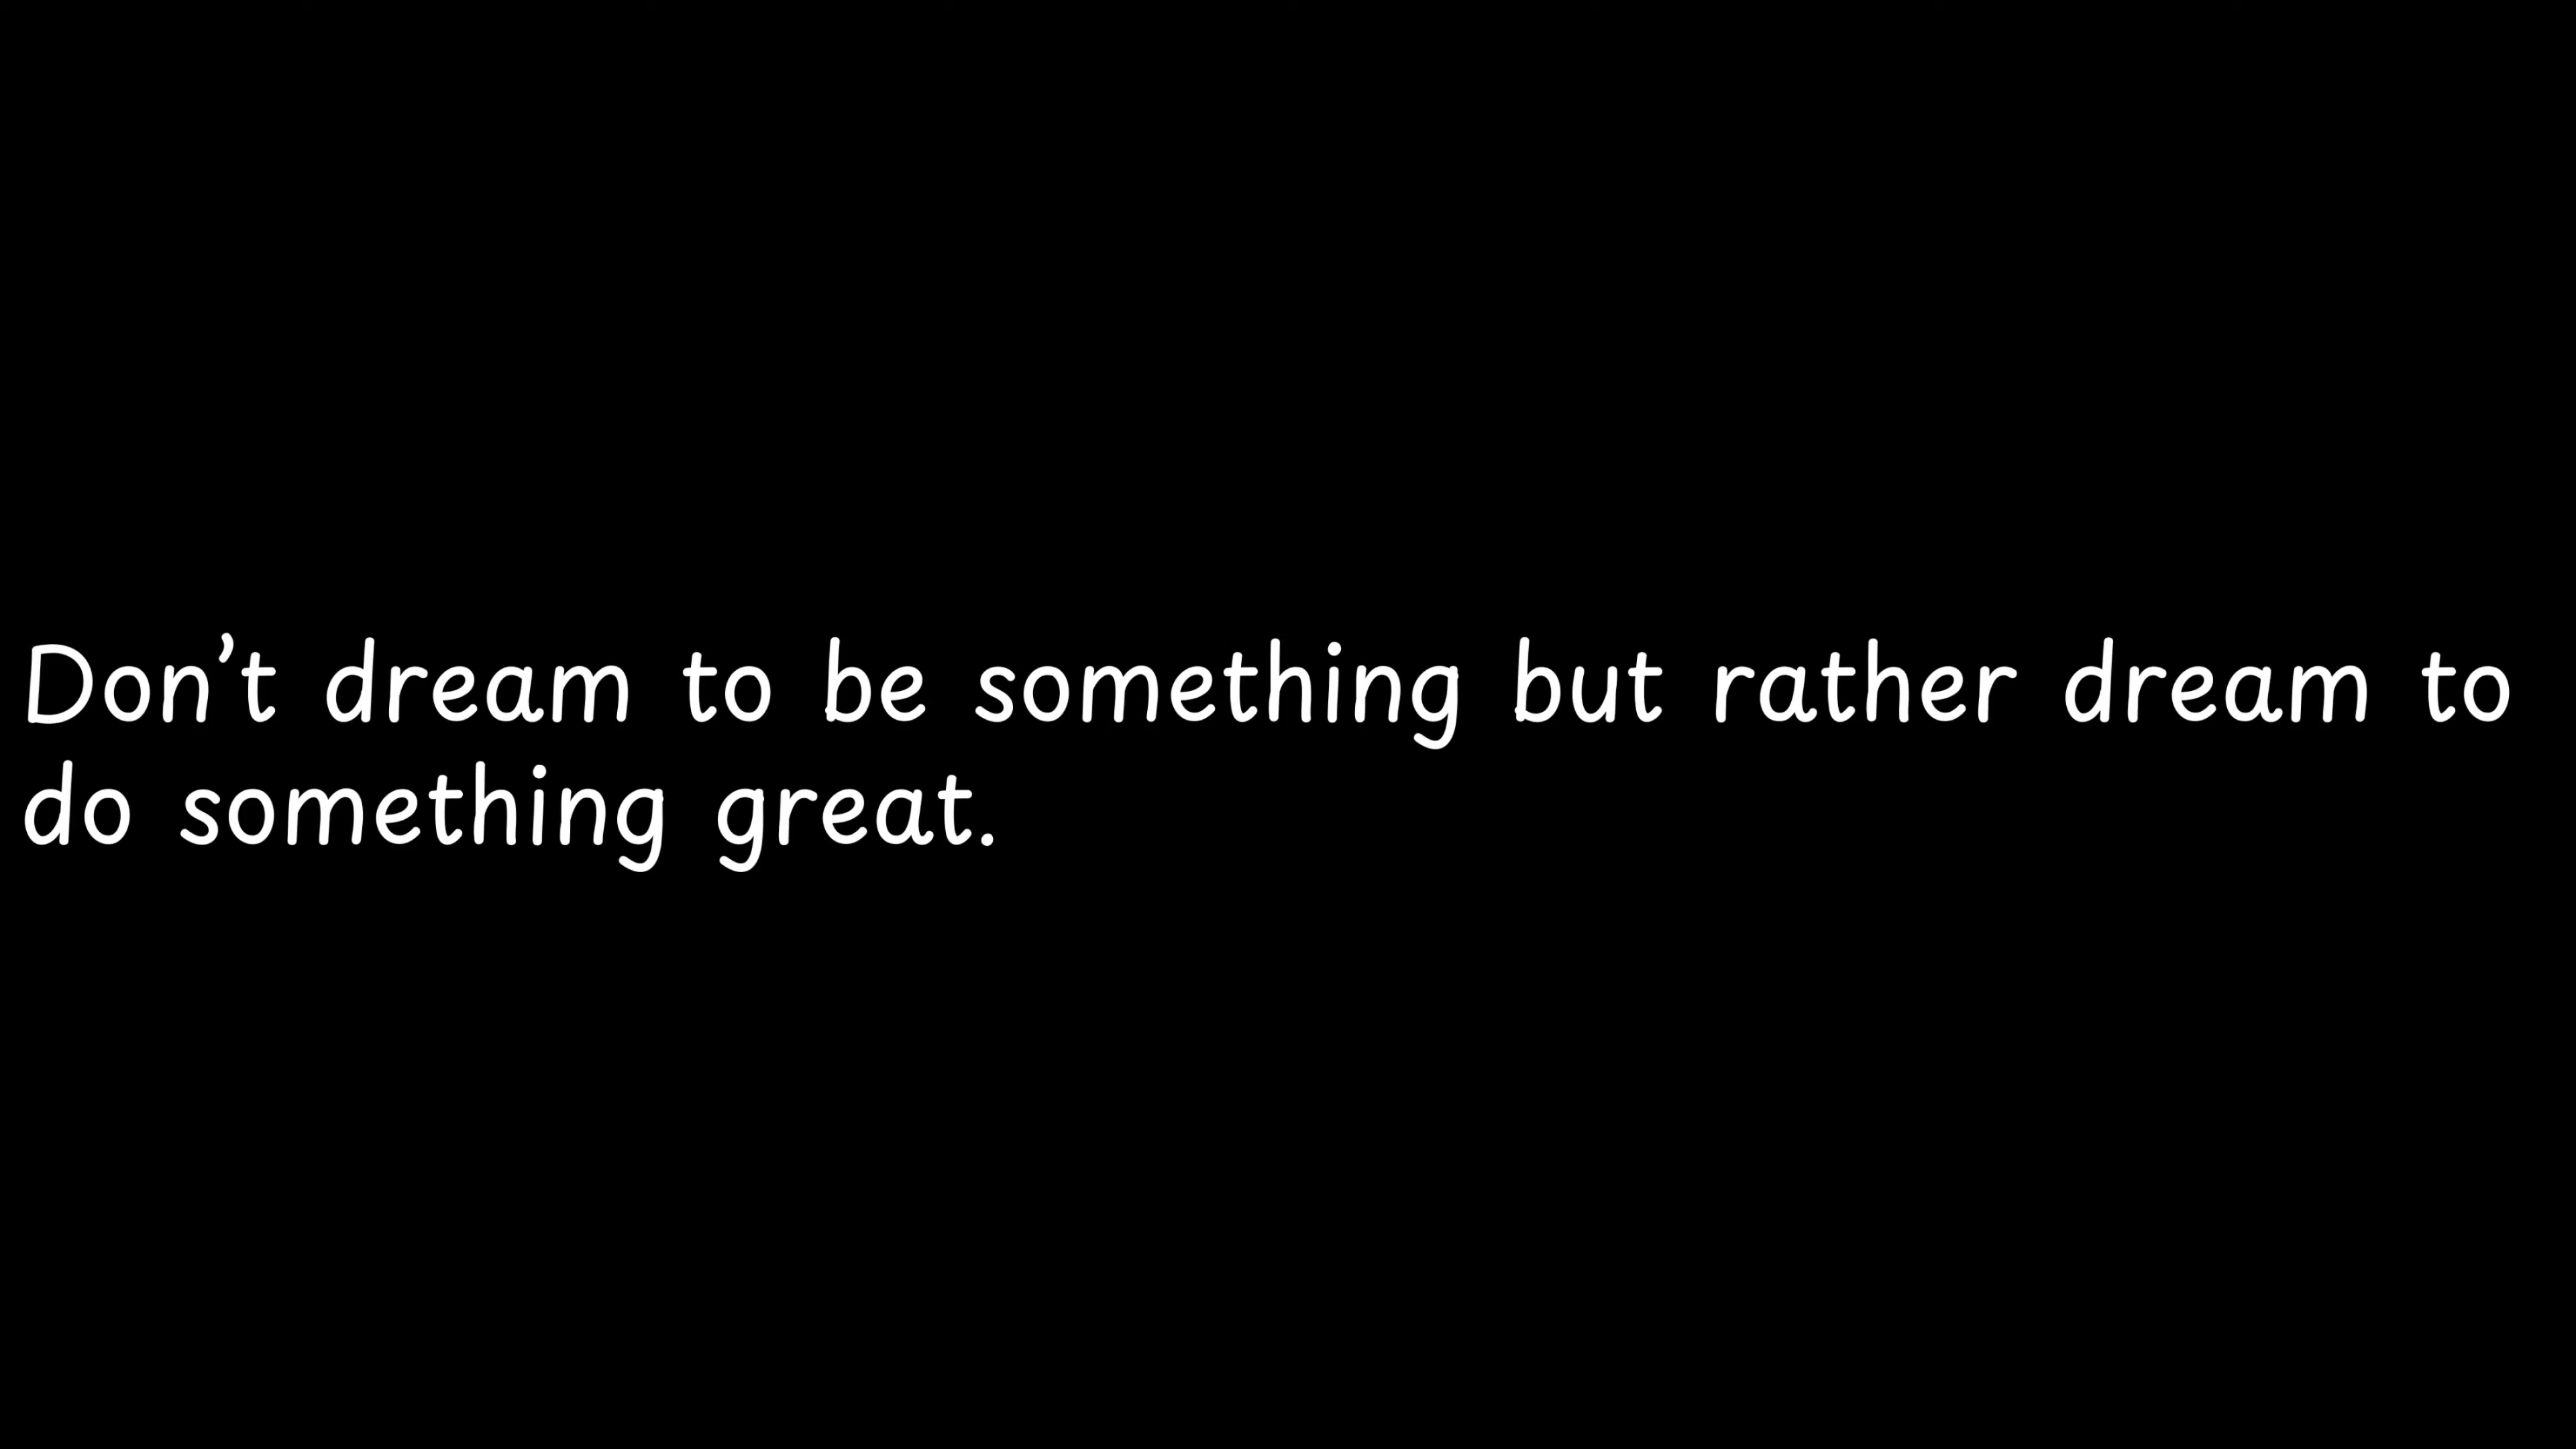 Don’t dream to be something but rather dream to
do something great.